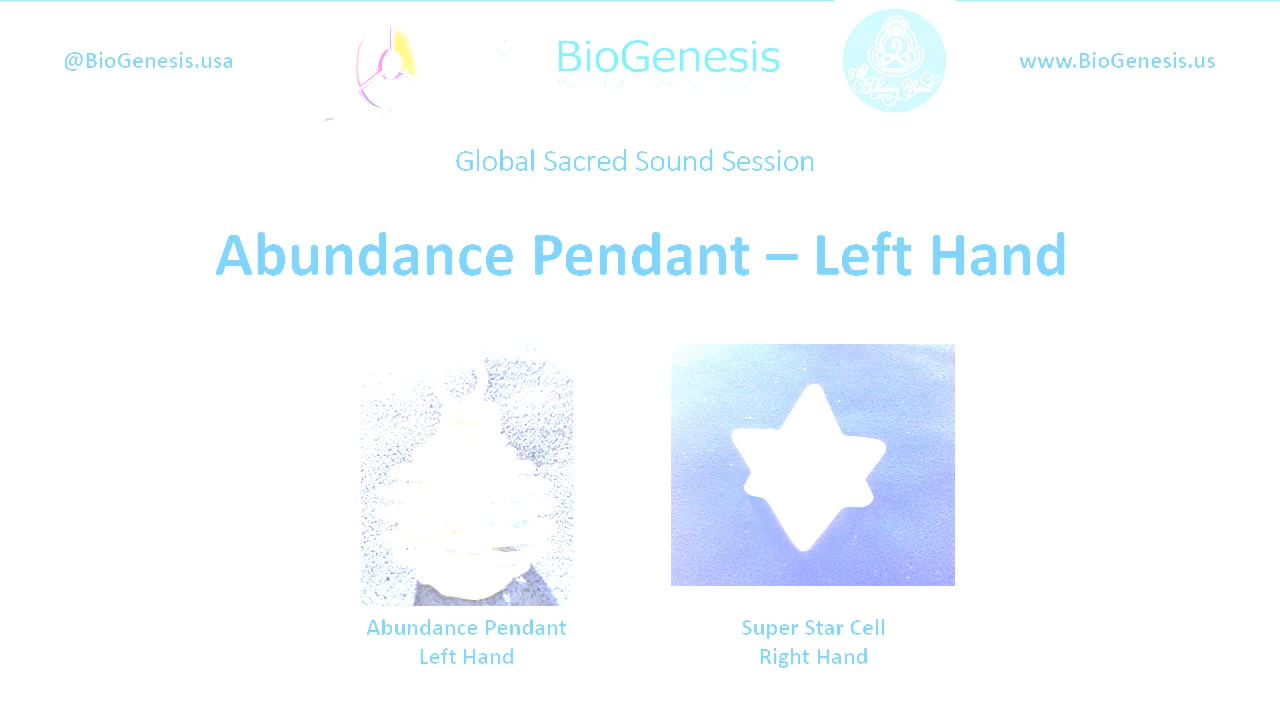 @BioGenesis.usa
BioGenesis
www.BioGenesis.us
Global Sacred Sound Session
Abundance Pendant – Left Hand
Abundance Pendant
Left Hand
Super Star Cell
Right Hand